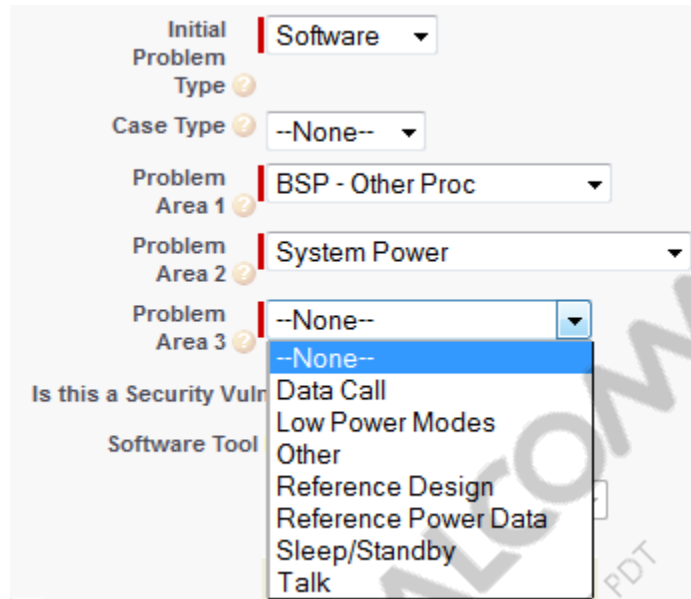 Initial Problem Type ? Software
Case Type ? --None--
Problem Area 1 ? BSP - Other Proc
Problem Area 2 ? System Power
Problem Area 3 ? --None--
--None--
Is this a Security Vuln
Data Call
Low Power Modes
Software Tool
Other
Reference Design
Reference Power Data
Sleep/Standby
Talk
ALCOM
PDT